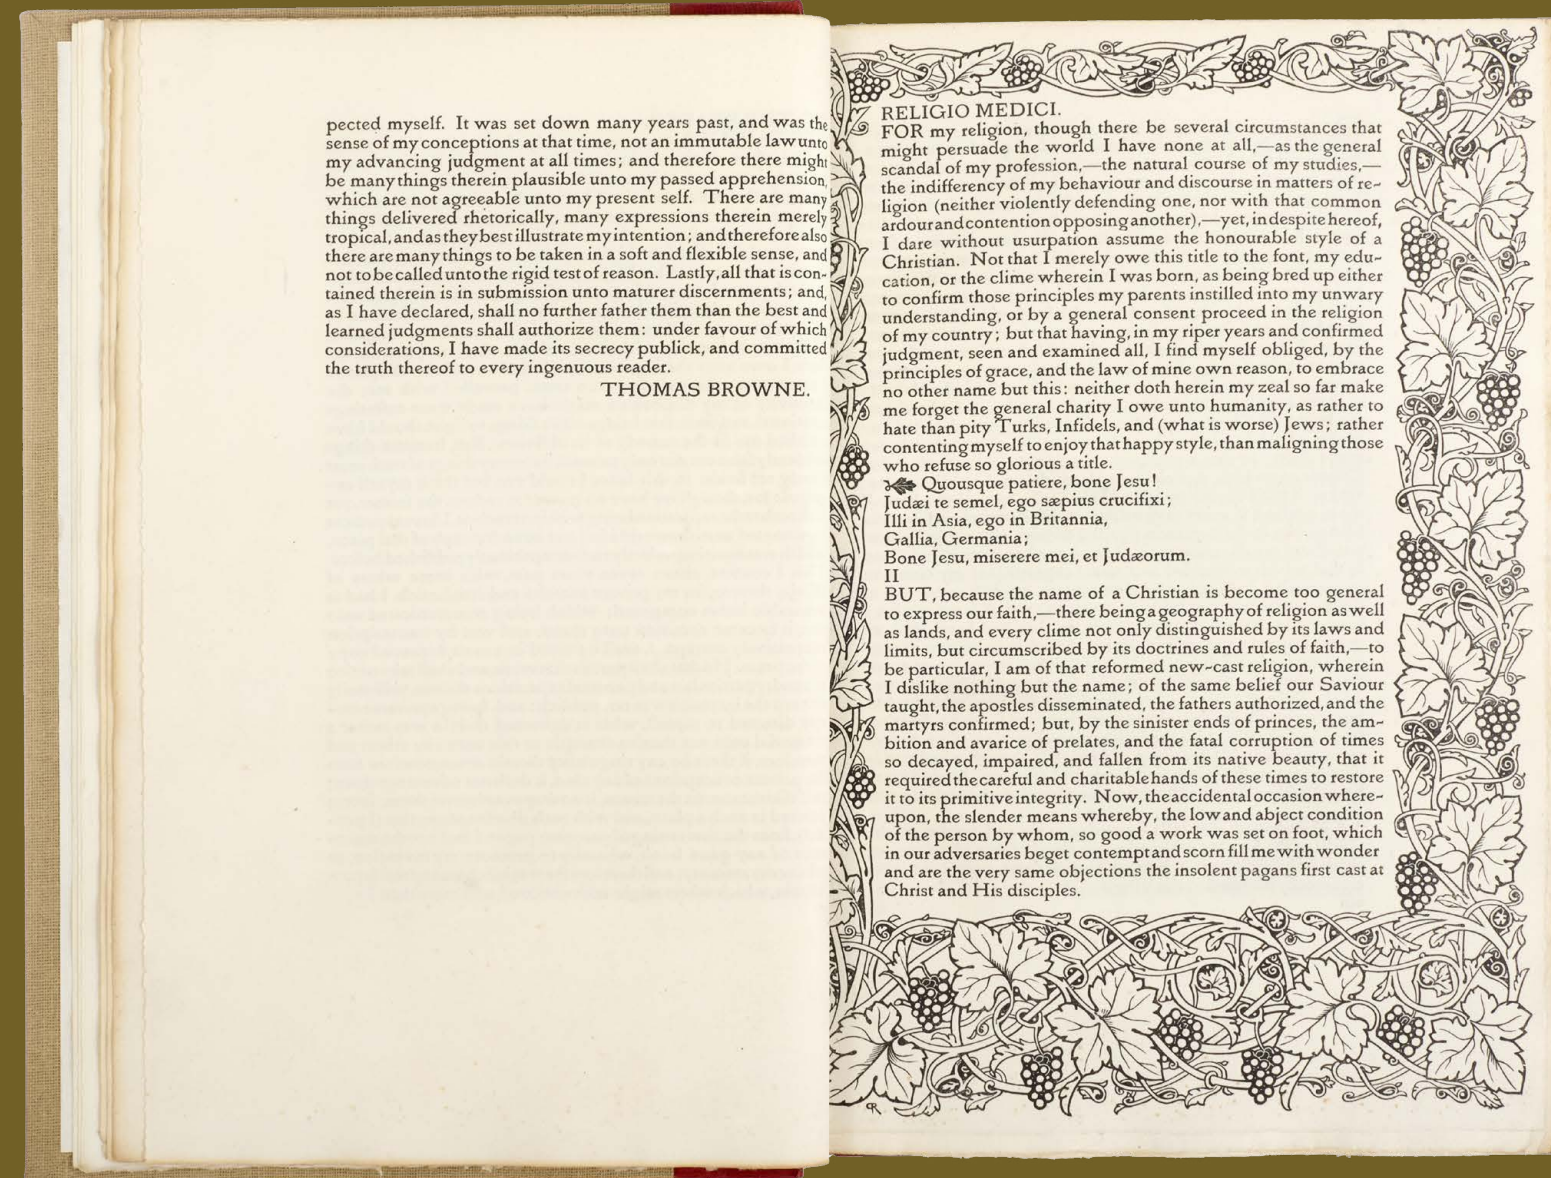 pected myself. It was set down many years past, and was the
sense of my conceptions at that time, not an immutable law unto
my advancing judgment at all times; and therefore there might
be many things therein plausible unto my passed apprehension,
which are not agreeable unto my present self. There are many
things delivered rhetorically, many expressions therein merely
tropical, and as they best illustrate my intention; and therefore also
there are many things to be taken in a soft and flexible sense, and
not to be called unto the rigid test of reason. Lastly, all that is con-
tained therein is in submission unto maturer discernments; and,
as I have declared, shall no further father them than the best and
learned judgments shall authorize them: under favour of which
considerations, I have made its secrecy publick, and committed
the truth thereof to every ingenuous reader.
THOMAS BROWNE.
RELIGIO MEDICI.
FOR my religion, though there be several circumstances that
might persuade the world I have none at all,—as the general
scandal of my profession,—the natural course of my studies,—
the indifferency of my behaviour and discourse in matters of re-
ligion (neither violently defending one, nor with that common
ardour and contention opposing another),—yet, in despite hereof,
I dare without usurpation assume the honourable style of a
Christian. Not that I merely owe this title to the font, my edu-
cation, or the clime wherein I was born, as being bred up either
to confirm those principles my parents instilled into my unwary
understanding, or by a general consent proceed in the religion
of my country; but that having, in my riper years and confirmed
judgment, seen and examined all, I find myself obliged, by the
principles of grace, and the law of mine own reason, to embrace
no other name but this: neither doth herein my zeal so far make
me forget the general charity I owe unto humanity, as rather to
hate than pity Turks, Infidels, and (what is worse) Jews; rather
contenting myself to enjoy that happy style, than maligning those
who refuse so glorious a title.
Quousque patiere, bone Jesu!
Judæi te semel, ego sæpius crucifixi;
Illi in Asia, ego in Britannia,
Gallia, Germania;
Bone Jesu, miserere mei, et Judæorum.
II
BUT, because the name of a Christian is become too general
to express our faith,—there being a geography of religion as well
as lands, and every clime not only distinguished by its laws and
limits, but circumscribed by its doctrines and rules of faith,—to
be particular, I am of that reformed new-cast religion, wherein
I dislike nothing but the name; of the same belief our Saviour
taught, the apostles disseminated, the fathers authorized, and the
martyrs confirmed; but, by the sinister ends of princes, the am-
bition and avarice of prelates, and the fatal corruption of times
so decayed, impaired, and fallen from its native beauty, that it
required the careful and charitable hands of these times to restore
it to its primitive integrity. Now, the accidental occasion where-
upon, the slender means whereby, the low and abject condition
of the person by whom, so good a work was set on foot, which
in our adversaries beget contempt and scorn fill me with wonder
and are the very same objections the insolent pagans first cast at
Christ and His disciples.
CR